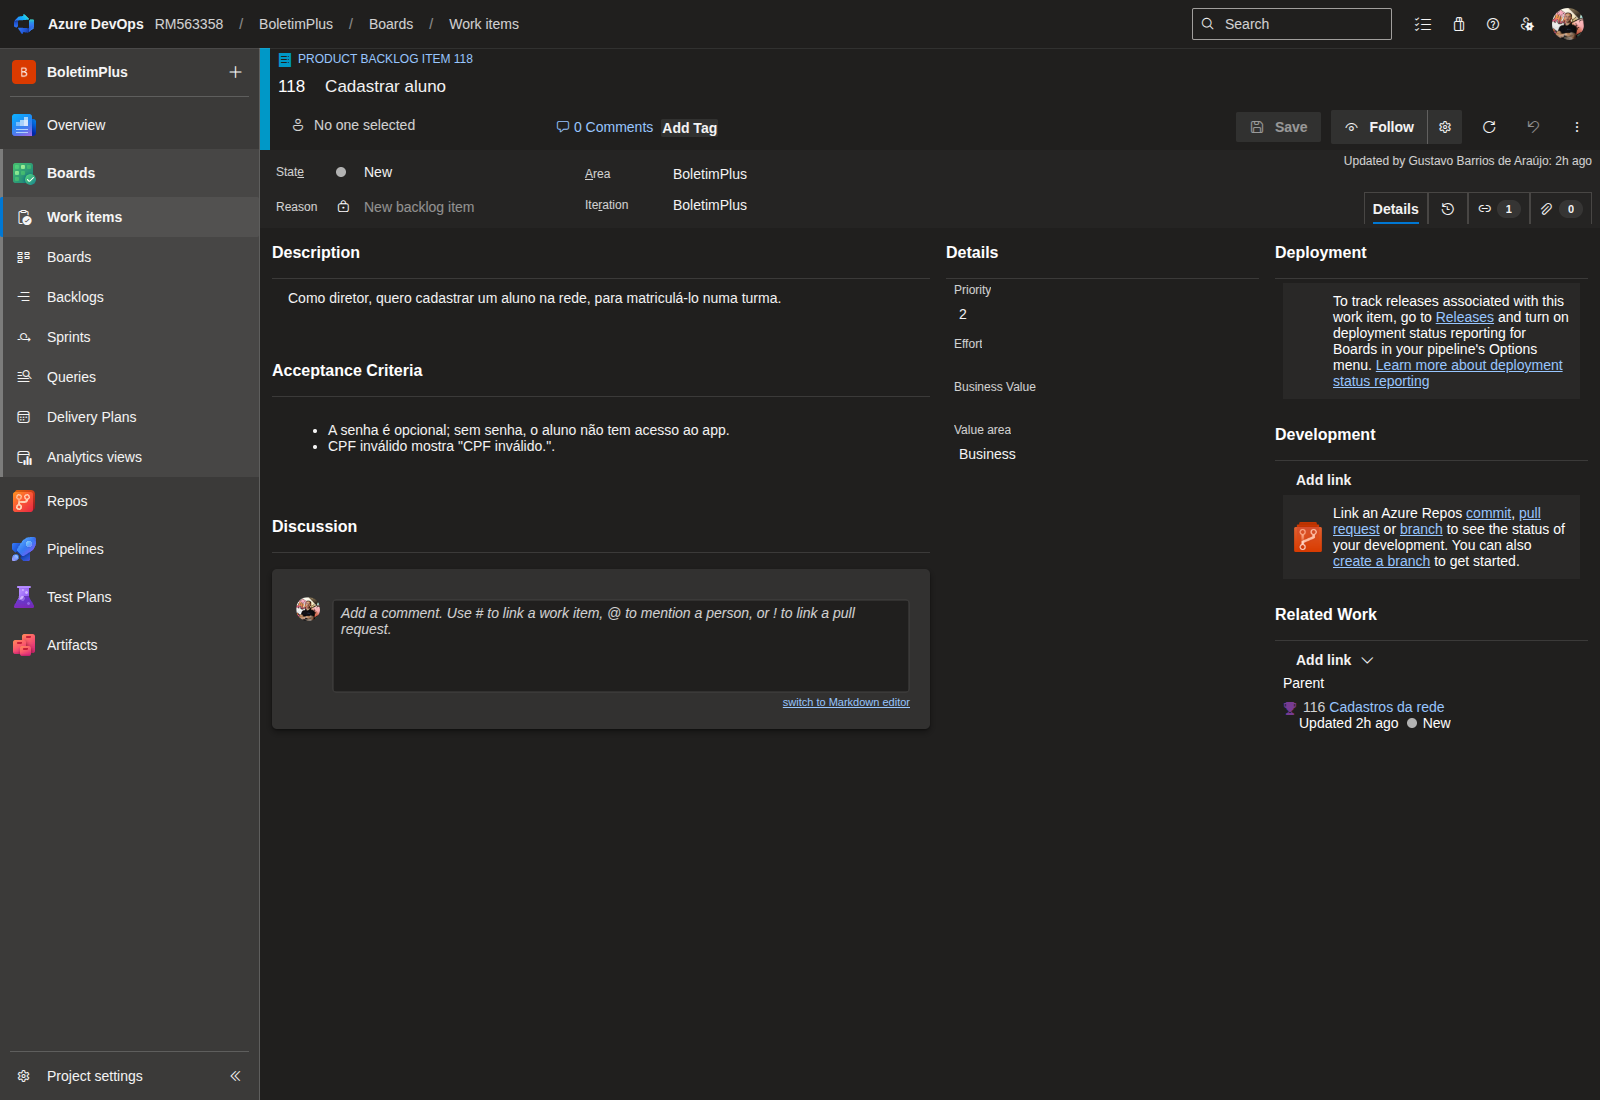 Azure DevOps RM563358 / BoletimPlus / Boards / Work items
Search
B BoletimPlus
Overview
Boards
Work items
Boards
Backlogs
Sprints
Queries
Delivery Plans
Analytics views
Repos
Pipelines
Test Plans
Artifacts
Project settings
PRODUCT BACKLOG ITEM 118
118 Cadastrar aluno
No one selected
0 Comments Add Tag
Save Follow
State New
Reason New backlog item
Area BoletimPlus
Iteration BoletimPlus
Updated by Gustavo Barrios de Araújo: 2h ago
Details 1 0
Description
Como diretor, quero cadastrar um aluno na rede, para matriculá-lo numa turma.
Acceptance Criteria
• A senha é opcional; sem senha, o aluno não tem acesso ao app.
• CPF inválido mostra "CPF inválido.".
Discussion
Add a comment. Use # to link a work item, @ to mention a person, or ! to link a pull
request.
switch to Markdown editor
Details
Priority
2
Effort
Business Value
Value area
Business
Deployment
To track releases associated with this
work item, go to Releases and turn on
deployment status reporting for
Boards in your pipeline's Options
menu. Learn more about deployment
status reporting
Development
Add link
Link an Azure Repos commit, pull
request or branch to see the status of
your development. You can also
create a branch to get started.
Related Work
Add link
Parent
116 Cadastros da rede
Updated 2h ago New